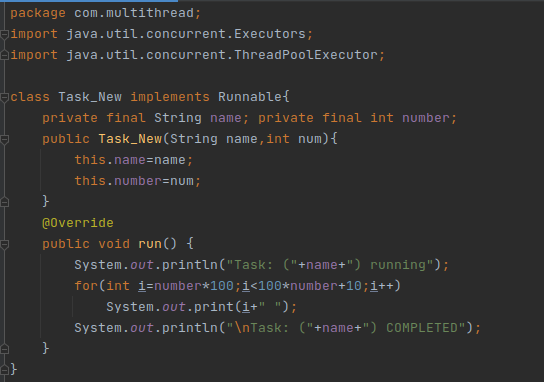 package com.multithread;
import java.util.concurrent.Executors;
import java.util.concurrent.ThreadPoolExecutor;
class Task_New implements Runnable{
    private final String name; private final int number;
    public Task_New(String name,int num){
        this.name=name;
        this.number=num;
    }
    @Override
    public void run() {
        System.out.println("Task: ("+name+") running");
        for(int i=number*100;i<100*number+10;i++)
            System.out.print(i+" ");
        System.out.println("\nTask: ("+name+") COMPLETED");
    }
}